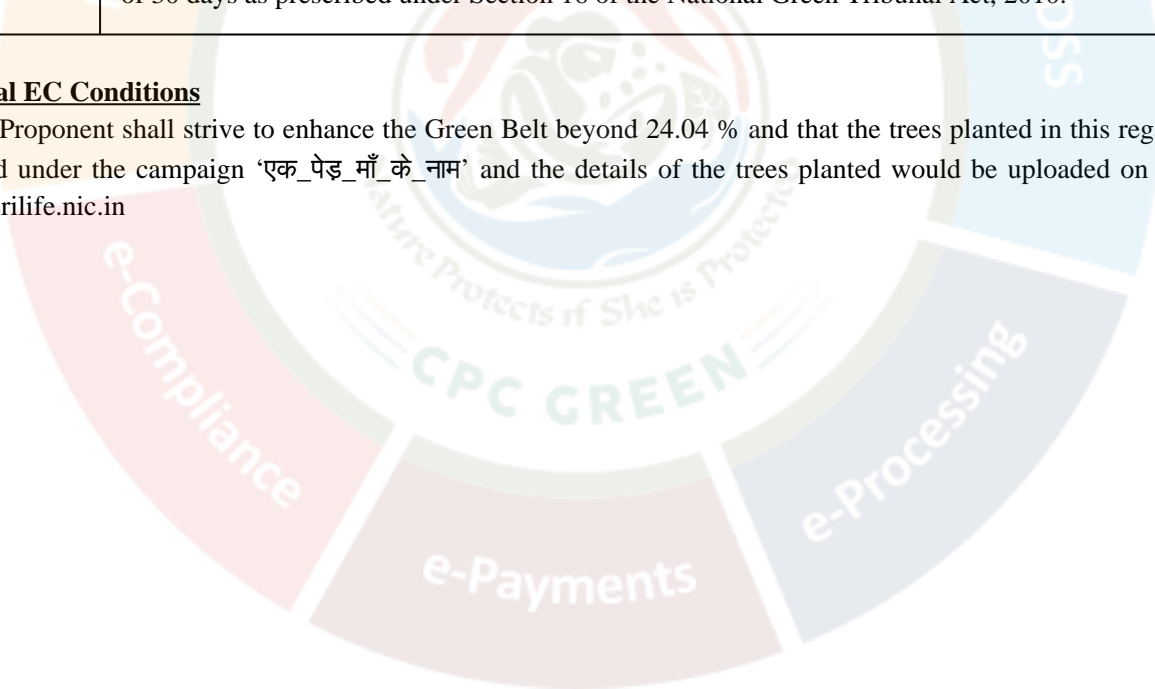 of 30 days as prescribed under Section 16 of the National Green Tribunal Act, 2010.
al EC Conditions
Proponent shall strive to enhance the Green Belt beyond 24.04 % and that the trees planted in this reg
d under the campaign ‘एक_पेड़_माँ_के_नाम’ and the details of the trees planted would be uploaded on
rilife.nic.in
OSS
ature Protects if She is Protecte
CPC GREEN
e-Compliance
e-Processing
e-Payments